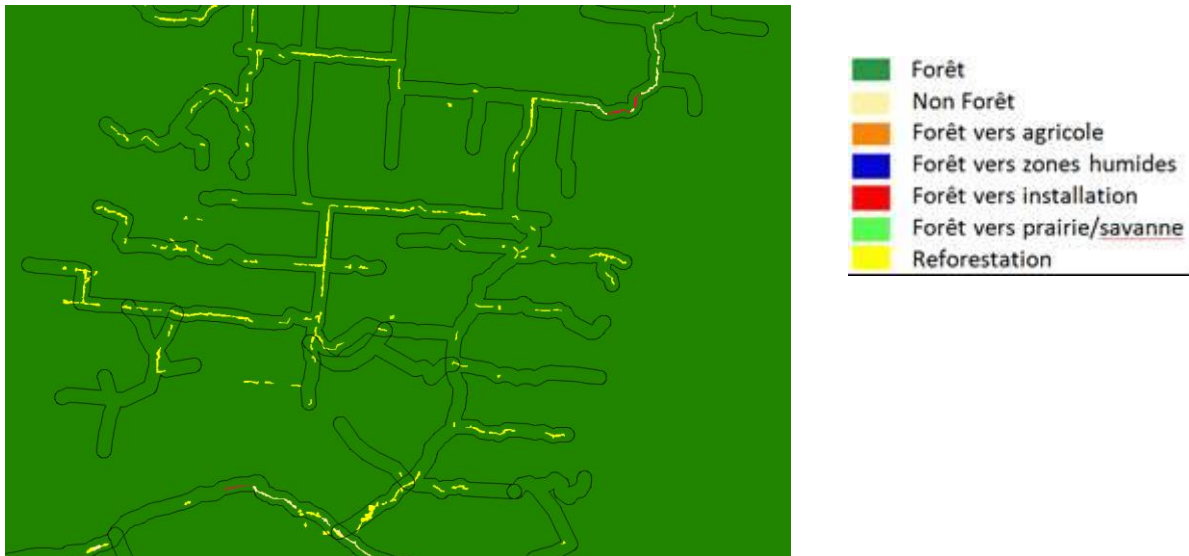 Forêt
Non Forêt
Forêt vers agricole
Forêt vers zones humides
Forêt vers installation
Forêt vers prairie/savanne
Reforestation